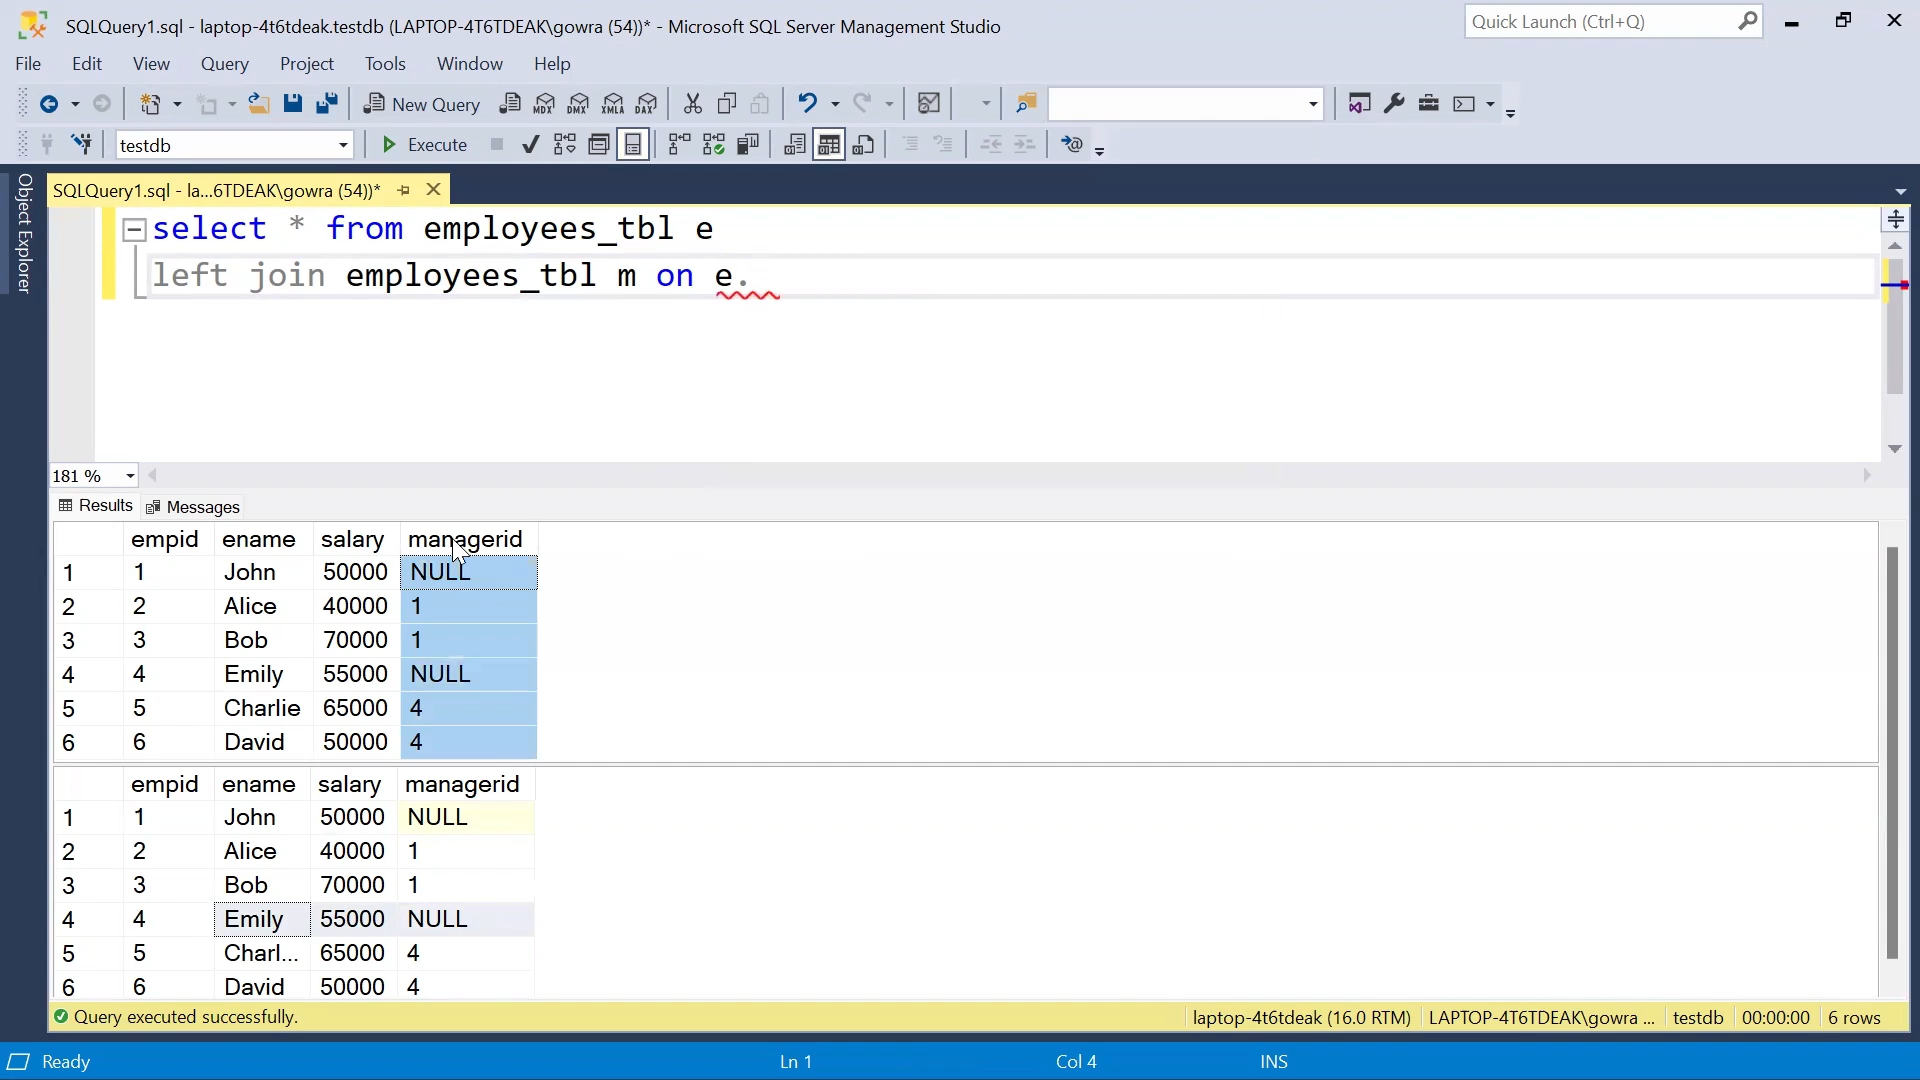 SQLQuery1.sql - laptop-4t6tdeak.testdb (LAPTOP-4T6TDEAK\gowra (54))* - Microsoft SQL Server Management Studio
Quick Launch (Ctrl+Q)
File Edit View Query Project Tools Window Help
New Query MDX DMX XMLA DAX
testdb Execute
Object Explorer
SQLQuery1.sql - la...6TDEAK\gowra (54))*
select * from employees_tbl e
left join employees_tbl m on e.
181 %
Results Messages
empid ename salary managerid
1 1 John 50000 NULL
2 2 Alice 40000 1
3 3 Bob 70000 1
4 4 Emily 55000 NULL
5 5 Charlie 65000 4
6 6 David 50000 4
empid ename salary managerid
1 1 John 50000 NULL
2 2 Alice 40000 1
3 3 Bob 70000 1
4 4 Emily 55000 NULL
5 5 Charl... 65000 4
6 6 David 50000 4
Query executed successfully. laptop-4t6tdeak (16.0 RTM) LAPTOP-4T6TDEAK\gowra ... testdb 00:00:00 6 rows
Ready Ln 1 Col 4 INS